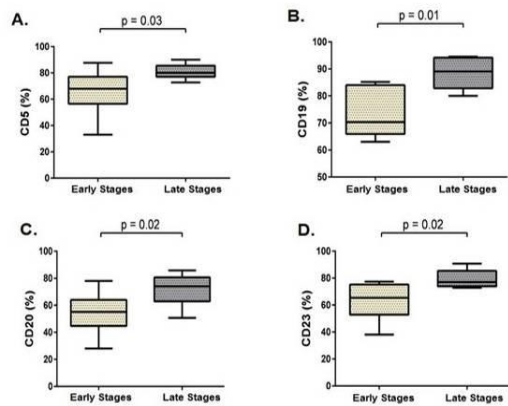 A.
p = 0.03
CD5 (%)
100
80
60
40
20
0
Early Stages Late Stages
B.
p = 0.01
CD19 (%)
100
90
80
70
60
50
Early Stages Late Stages
C.
p = 0.02
CD20 (%)
100
80
60
40
20
0
Early Stages Late Stages
D.
p = 0.02
CD23 (%)
100
80
60
40
20
0
Early Stages Late Stages